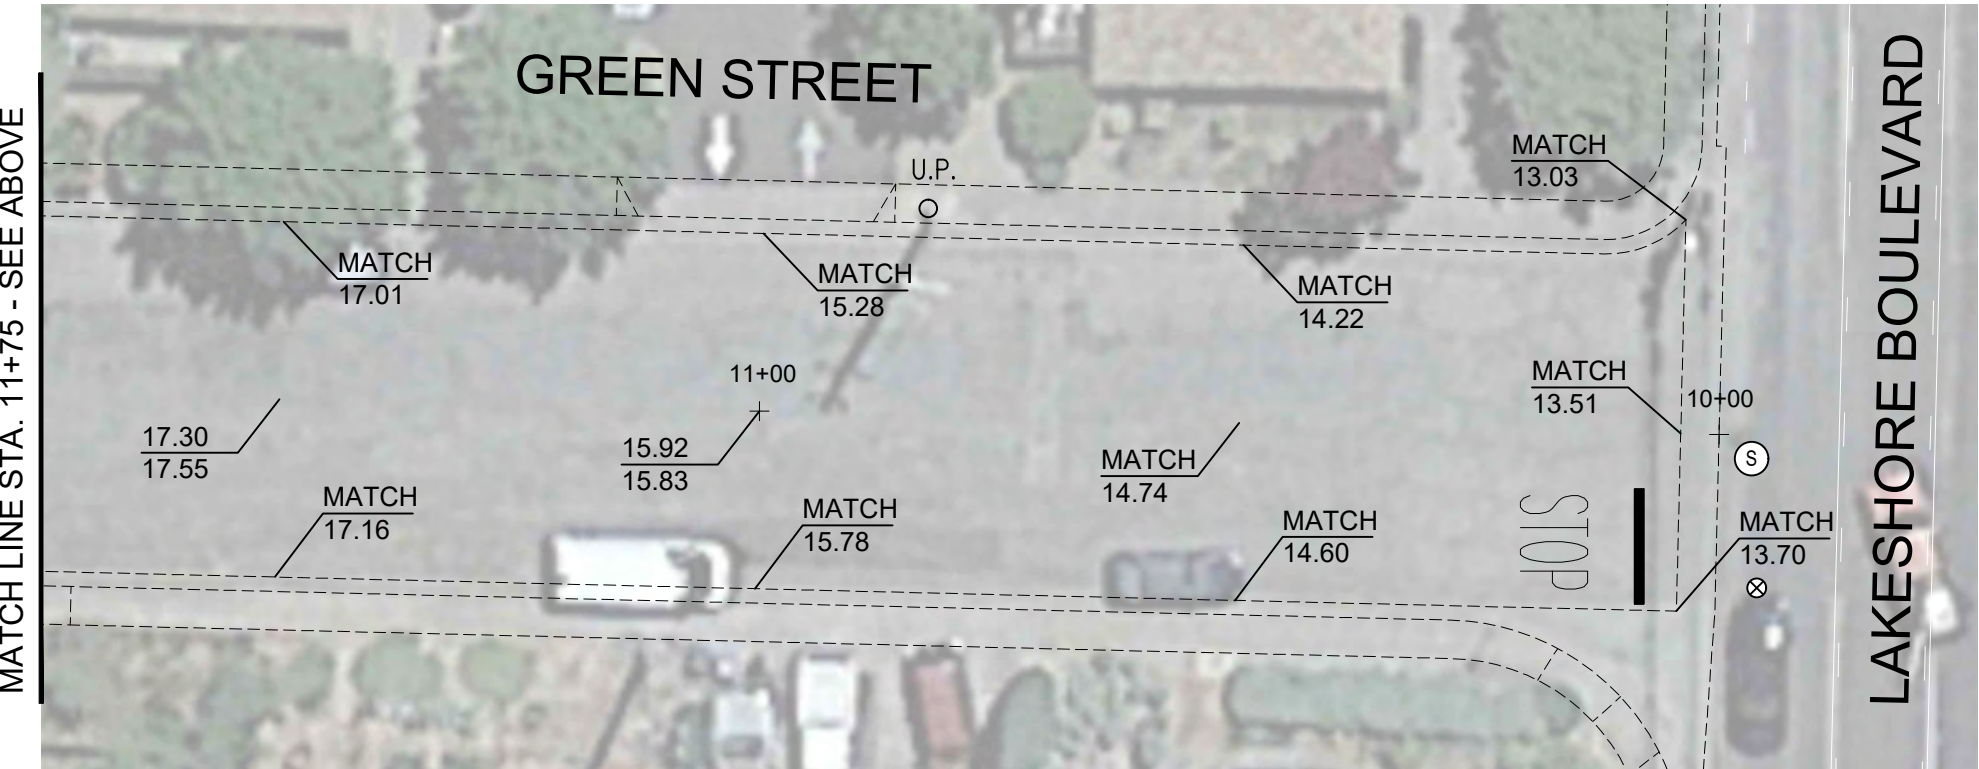 MATCH LINE STA. 11+75 - SEE ABOVE
GREEN STREET
LAKESHORE BOULEVARD
U.P.
MATCH
13.03
MATCH
17.01
MATCH
15.28
MATCH
14.22
11+00
MATCH
13.51
10+00
17.30
17.55
15.92
15.83
MATCH
14.74
S
MATCH
17.16
MATCH
15.78
MATCH
14.60
STOP
MATCH
13.70